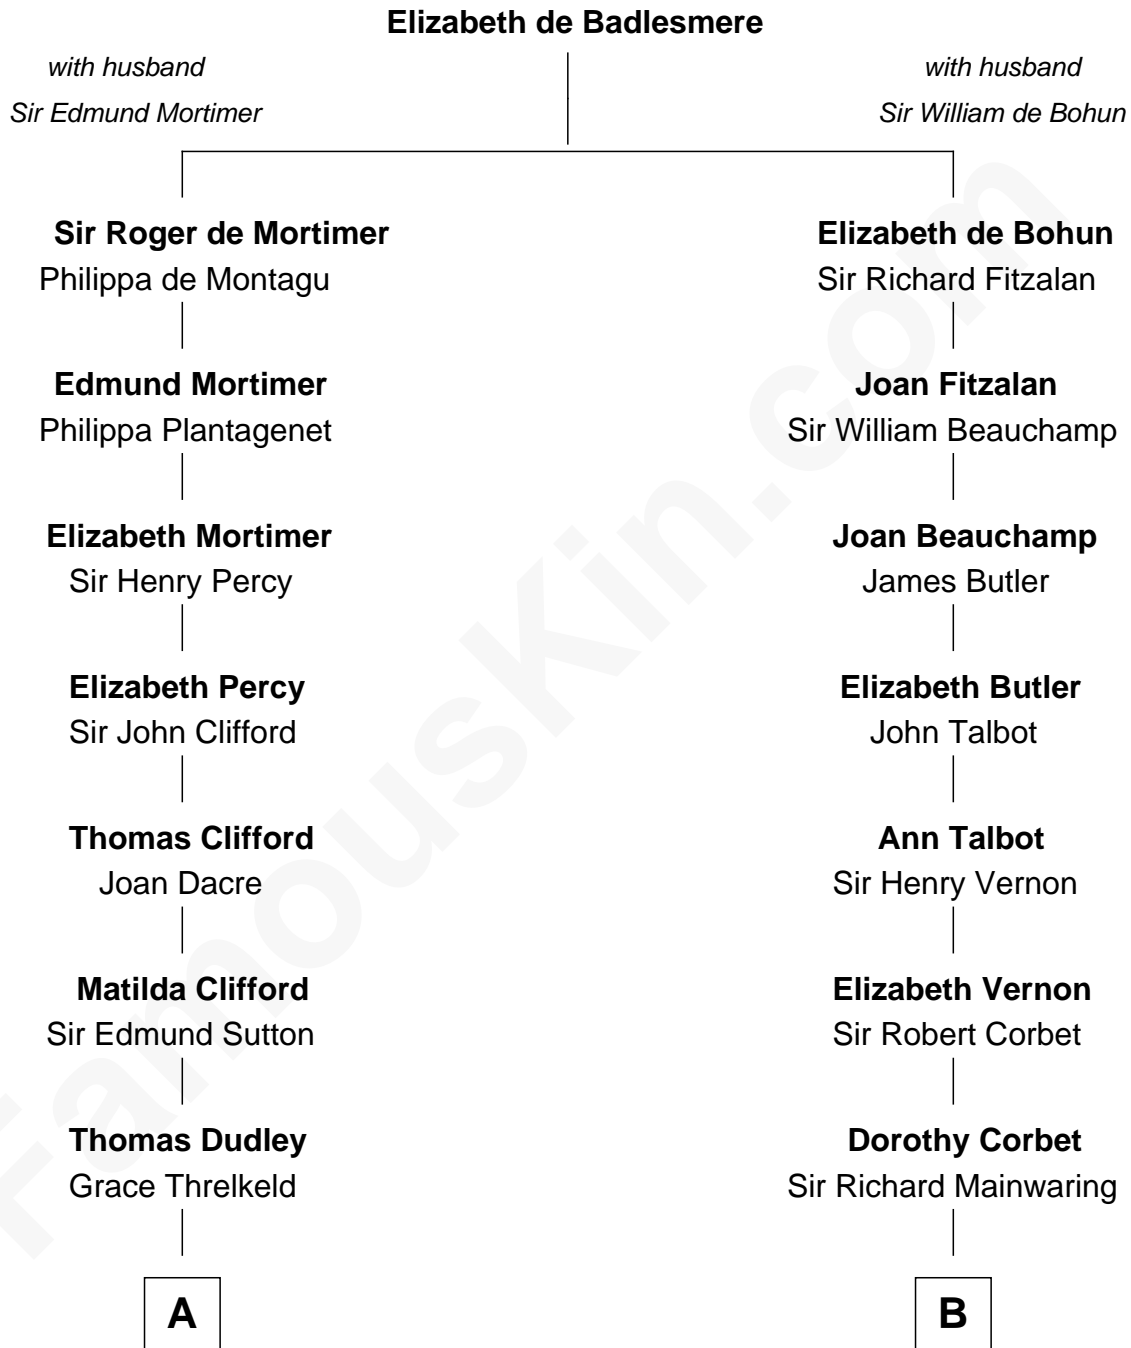 Elizabeth de Badlesmere
with husband
Sir Edmund Mortimer
with husband
Sir William de Bohun
Sir Roger de Mortimer
Philippa de Montagu
Elizabeth de Bohun
Sir Richard Fitzalan
Edmund Mortimer
Philippa Plantagenet
Joan Fitzalan
Sir William Beauchamp
Elizabeth Mortimer
Sir Henry Percy
Joan Beauchamp
James Butler
Elizabeth Percy
Sir John Clifford
Elizabeth Butler
John Talbot
Thomas Clifford
Joan Dacre
Ann Talbot
Sir Henry Vernon
Matilda Clifford
Sir Edmund Sutton
Elizabeth Vernon
Sir Robert Corbet
Thomas Dudley
Grace Threlkeld
Dorothy Corbet
Sir Richard Mainwaring
A
B
FamousKin.com